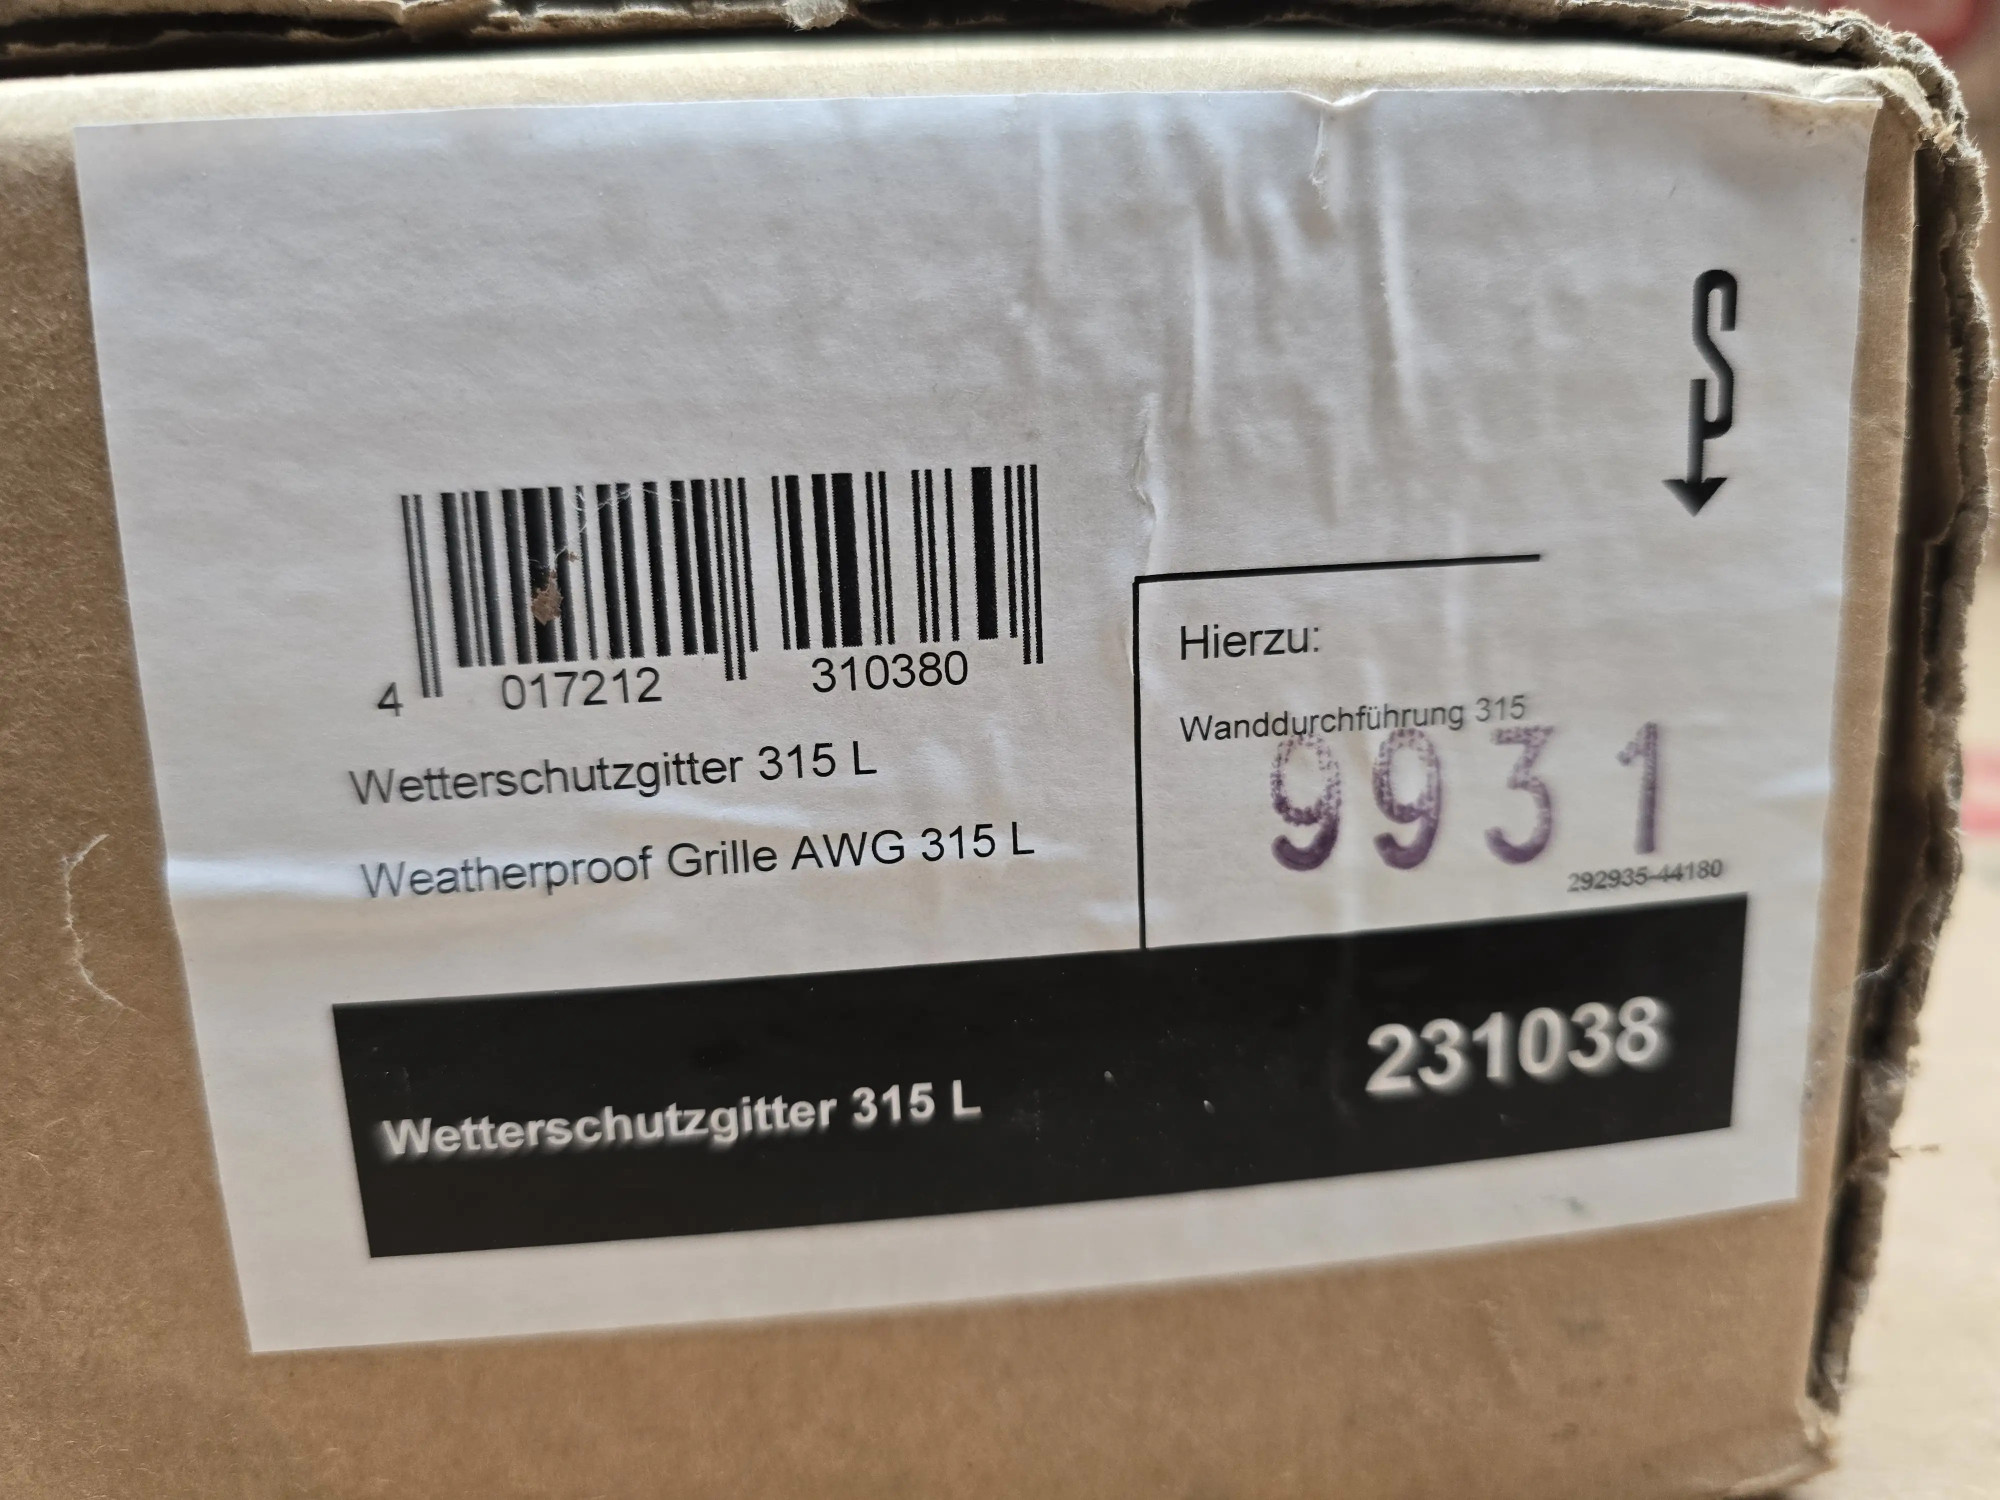 4 017212 310380
Wetterschutzgitter 315 L
Weatherproof Grille AWG 315 L
Hierzu:
Wanddurchführung 315
9931
292935-44180
Wetterschutzgitter 315 L
231038